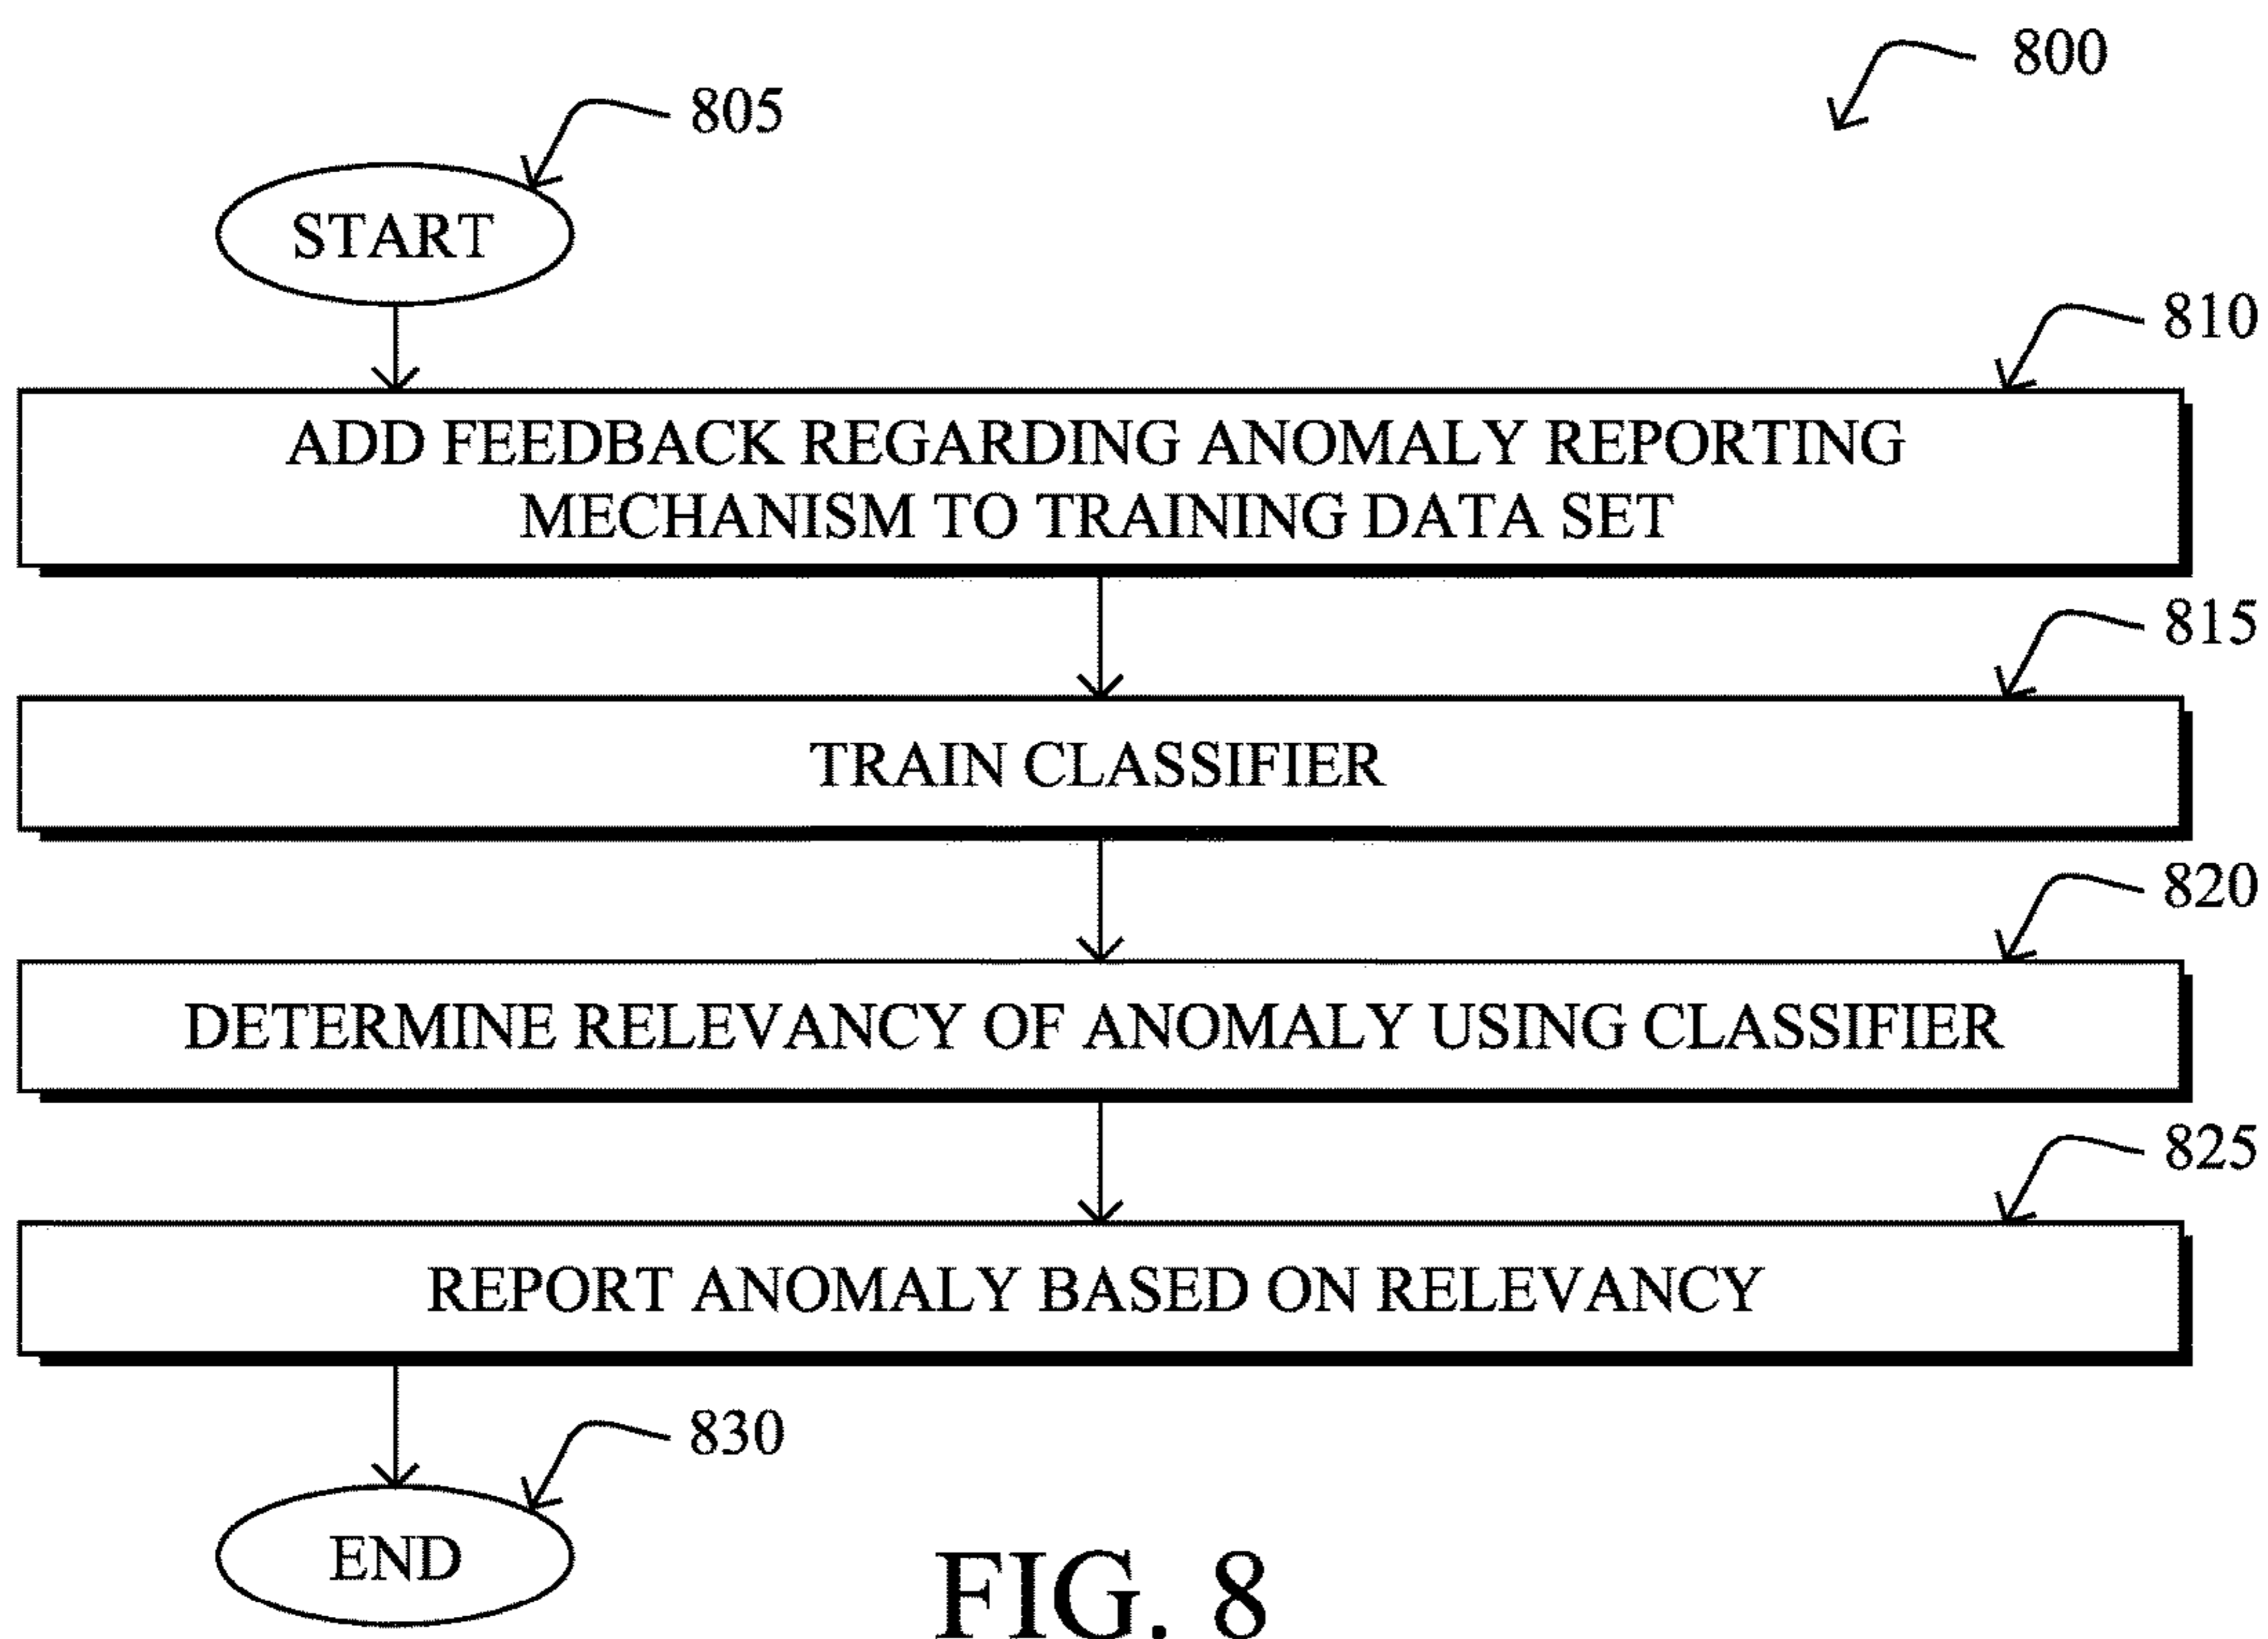 800
805
START
810
ADD FEEDBACK REGARDING ANOMALY REPORTING
MECHANISM TO TRAINING DATA SET
815
TRAIN CLASSIFIER
820
DETERMINE RELEVANCY OF ANOMALY USING CLASSIFIER
825
REPORT ANOMALY BASED ON RELEVANCY
830
END
FIG. 8